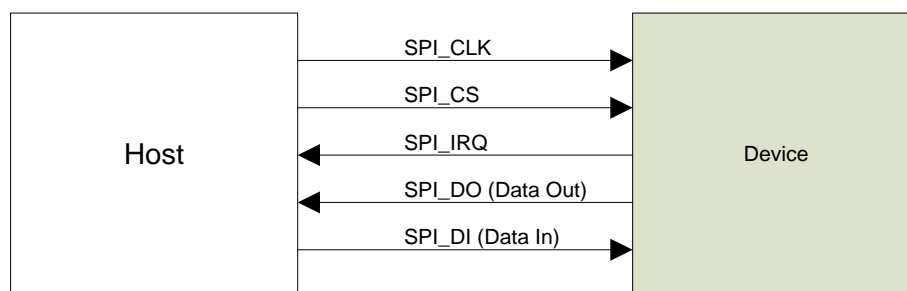 SPI_CLK
SPI_CS
Host
SPI_IRQ
Device
SPI_DO (Data Out)
SPI_DI (Data In)